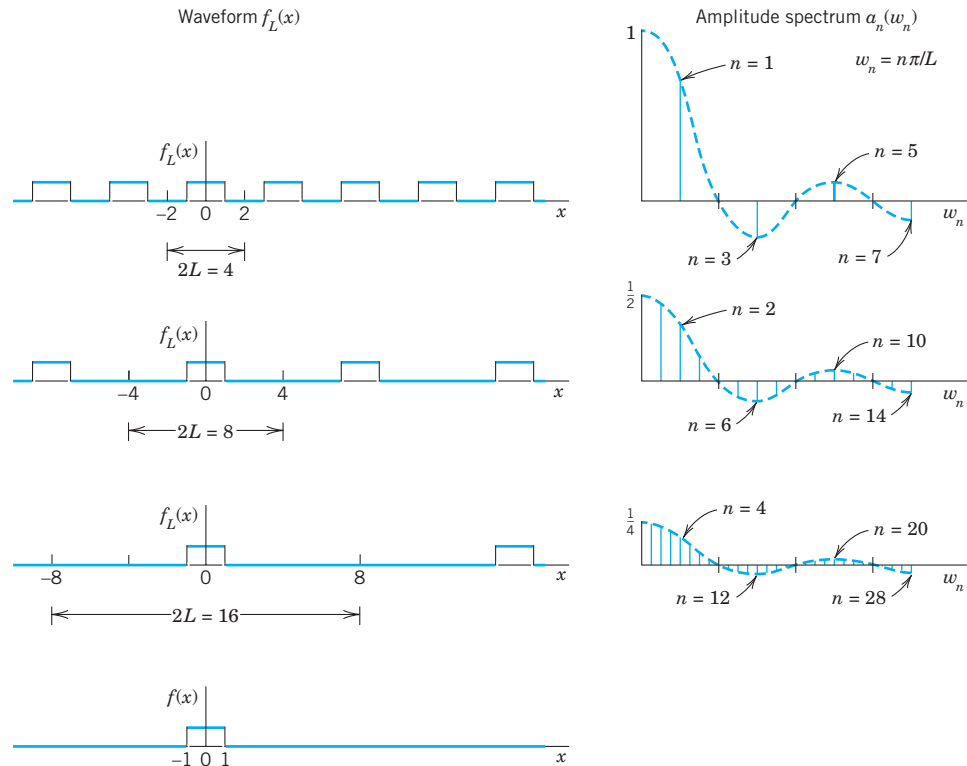 Waveform f_L(x)
Amplitude spectrum a_n(w_n)
f_L(x)
−2 0 2 x
2L = 4
1
n = 1
w_n = nπ/L
n = 5
w_n
n = 3
n = 7
f_L(x)
−4 0 4 x
2L = 8
1/2
n = 2
n = 10
w_n
n = 6
n = 14
f_L(x)
−8 0 8 x
2L = 16
1/4
n = 4
n = 20
w_n
n = 12
n = 28
f(x)
−1 0 1 x